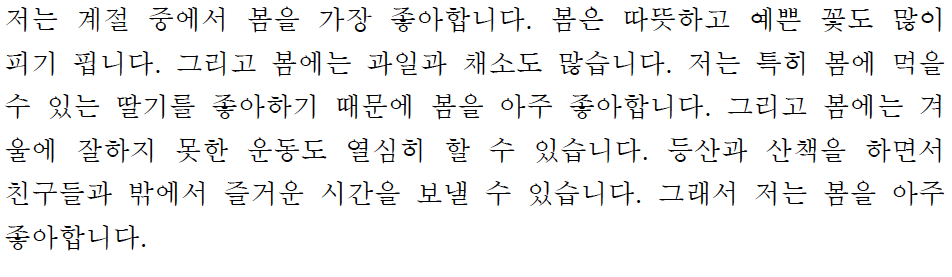 저는 계절 중에서 봄을 가장 좋아합니다. 봄은 따뜻하고 예쁜 꽃도 많이
피기 핍니다. 그리고 봄에는 과일과 채소도 많습니다. 저는 특히 봄에 먹을
수 있는 딸기를 좋아하기 때문에 봄을 아주 좋아합니다. 그리고 봄에는 겨
울에 잘하지 못한 운동도 열심히 할 수 있습니다. 등산과 산책을 하면서
친구들과 밖에서 즐거운 시간을 보낼 수 있습니다. 그래서 저는 봄을 아주
좋아합니다.